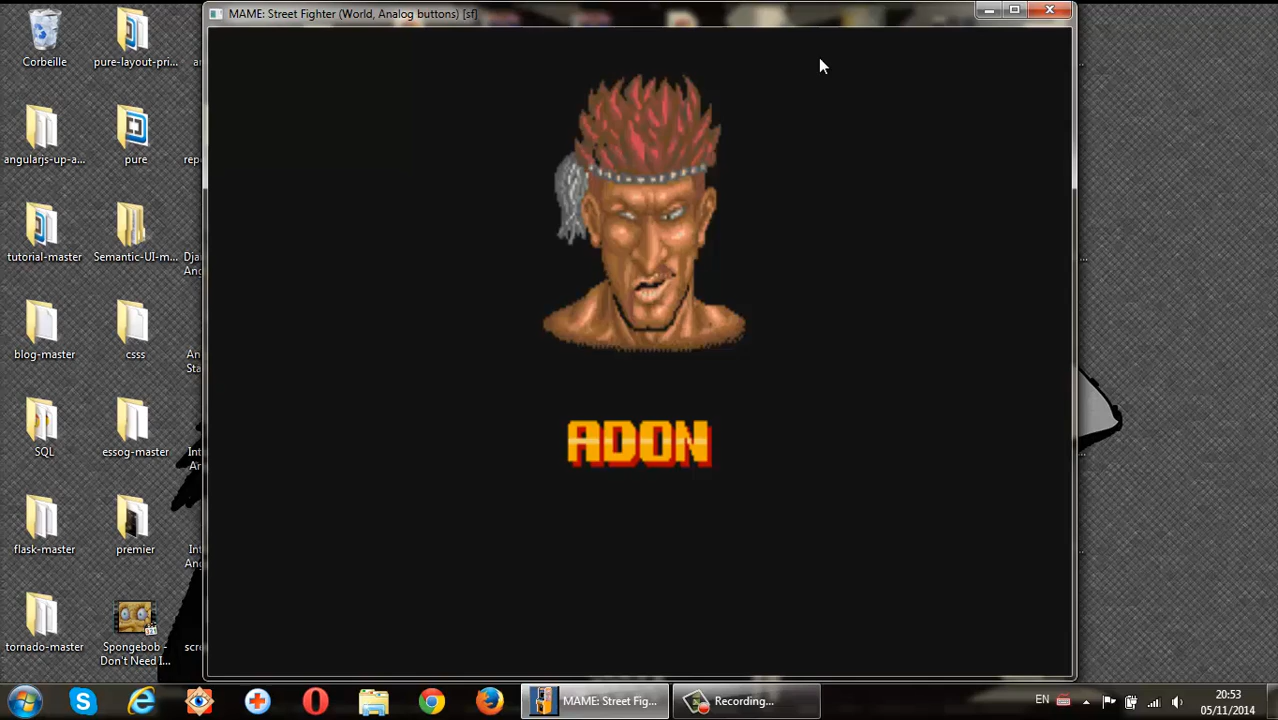 MAME: Street Fighter (World, Analog buttons) [sf]
Corbeille
pure-layout-pri...
angularjs-up-a...
pure
tutorial-master
Semantic-UI-m...
blog-master
csss
SQL
essog-master
flask-master
premier
tornado-master
Spongebob -
Don't Need I...
ADON
MAME: Street Fig...
Recording...
EN
20:53
05/11/2014